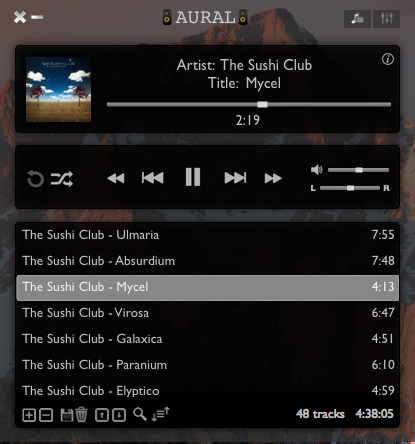 AURAL
Artist: The Sushi Club
Title: Mycel
2:19
L R
The Sushi Club - Ulmaria 7:55
The Sushi Club - Absurdium 7:48
The Sushi Club - Mycel 4:13
The Sushi Club - Virosa 6:47
The Sushi Club - Galaxica 4:51
The Sushi Club - Paranium 6:10
The Sushi Club - Elyptico 4:59
48 tracks 4:38:05